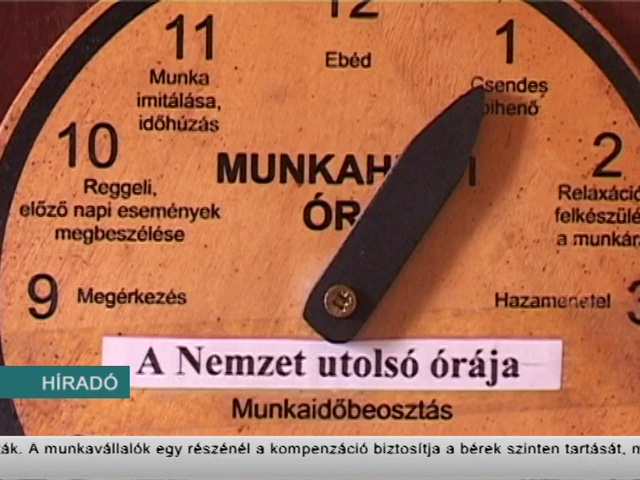 12
11
1
Ebéd
Munka
imitálása,
időhúzás
Csendes
pihenő
10
2
Reggeli,
előző napi események
megbeszélése
MUNKAH
ÓR
Relaxáció
felkészülé
a munkára
9
Megérkezés
Hazamenetel
3
A Nemzet utolsó órája
HÍRADÓ
Munkaidőbeosztás
ák. A munkavállalók egy részénél a kompenzáció biztosítja a bérek szinten tartását, m